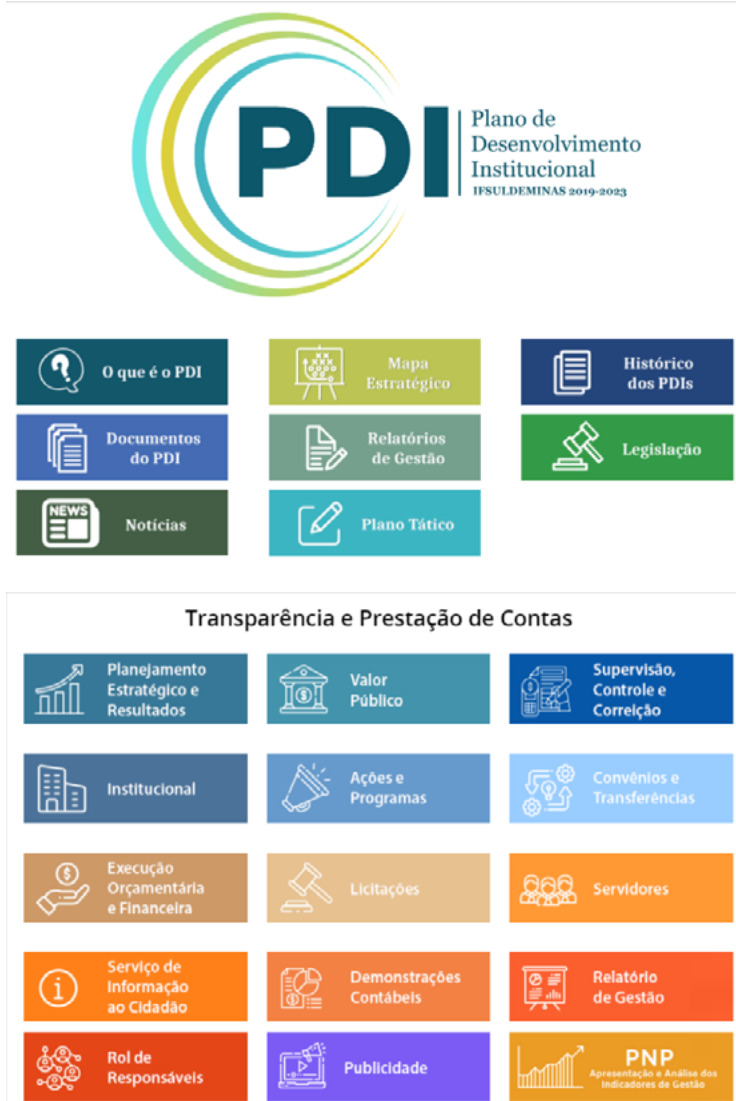 PDI
Plano de
Desenvolvimento
Institucional
IFSULDEMINAS 2019-2023
O que é o PDI
Mapa
Estratégico
Histórico
dos PDIs
Documentos
do PDI
Relatórios
de Gestão
Legislação
NEWS
Notícias
Plano Tático
Transparência e Prestação de Contas
Planejamento
Estratégico e
Resultados
Valor
Público
Supervisão,
Controle e
Correição
Institucional
Ações e
Programas
Convênios e
Transferências
Execução
Orçamentária
e Financeira
Licitações
Servidores
Serviço de
Informação
ao Cidadão
Demonstrações
Contábeis
Relatório
de Gestão
Rol de
Responsáveis
Publicidade
PNP
Apresentação e Análise dos
Indicadores de Gestão